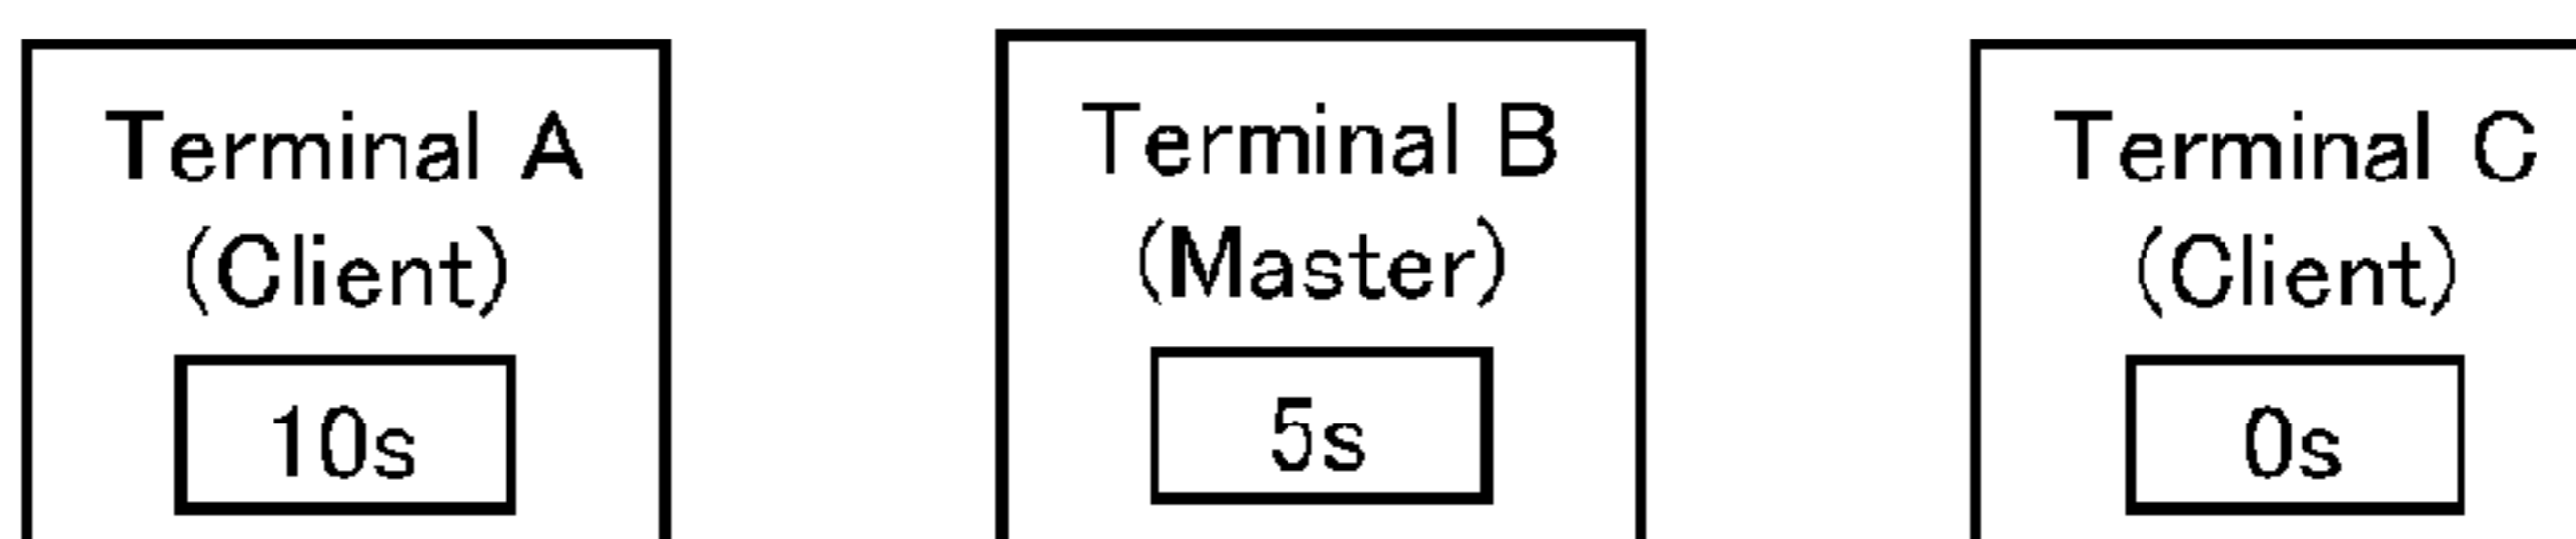 Terminal A
(Client)
10s
Terminal B
(Master)
5s
Terminal C
(Client)
0s